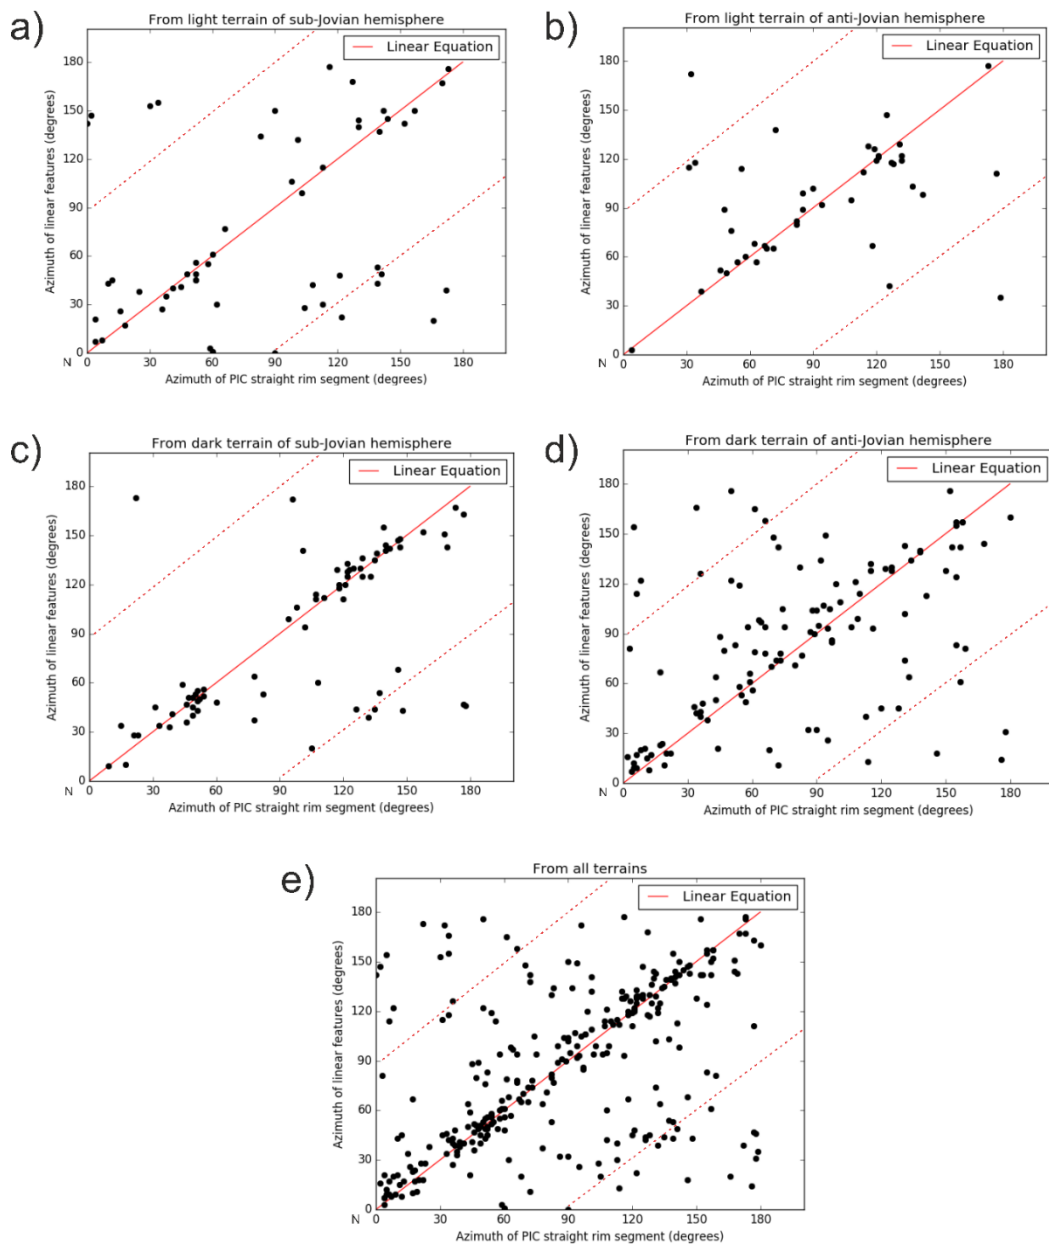 a)
From light terrain of sub-Jovian hemisphere
Linear Equation
180
150
120
90
60
30
0
N
0 30 60 90 120 150 180
Azimuth of linear features (degrees)
Azimuth of PIC straight rim segment (degrees)
b)
From light terrain of anti-Jovian hemisphere
Linear Equation
180
150
120
90
60
30
0
N
0 30 60 90 120 150 180
Azimuth of linear features (degrees)
Azimuth of PIC straight rim segment (degrees)
c)
From dark terrain of sub-Jovian hemisphere
Linear Equation
180
150
120
90
60
30
0
N
0 30 60 90 120 150 180
Azimuth of linear features (degrees)
Azimuth of PIC straight rim segment (degrees)
d)
From dark terrain of anti-Jovian hemisphere
Linear Equation
180
150
120
90
60
30
0
N
0 30 60 90 120 150 180
Azimuth of linear features (degrees)
Azimuth of PIC straight rim segment (degrees)
e)
From all terrains
Linear Equation
180
150
120
90
60
30
0
N
0 30 60 90 120 150 180
Azimuth of linear features (degrees)
Azimuth of PIC straight rim segment (degrees)